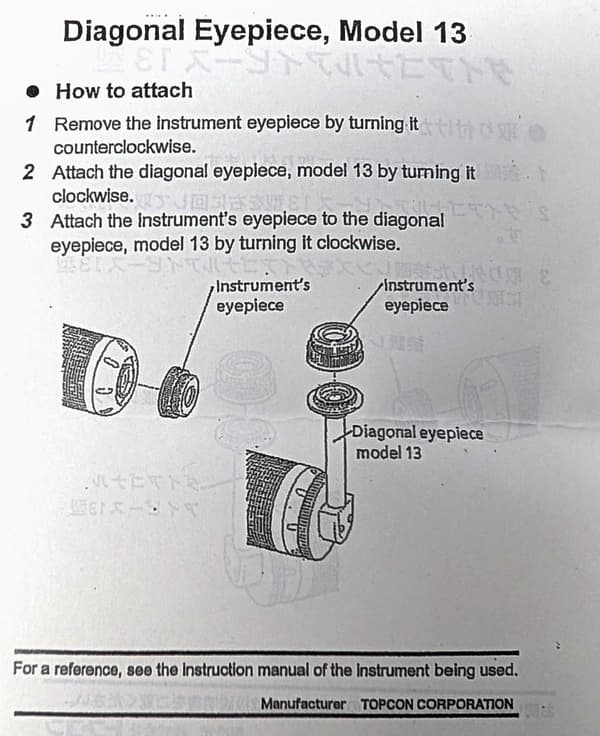 Diagonal Eyepiece, Model 13
● How to attach
1 Remove the instrument eyepiece by turning it
counterclockwise.
2 Attach the diagonal eyepiece, model 13 by turning it
clockwise.
3 Attach the instrument's eyepiece to the diagonal
eyepiece, model 13 by turning it clockwise.
Instrument's
eyepiece
Instrument's
eyepiece
Diagonal eyepiece
model 13
For a reference, see the Instruction manual of the Instrument being used.
Manufacturer TOPCON CORPORATION